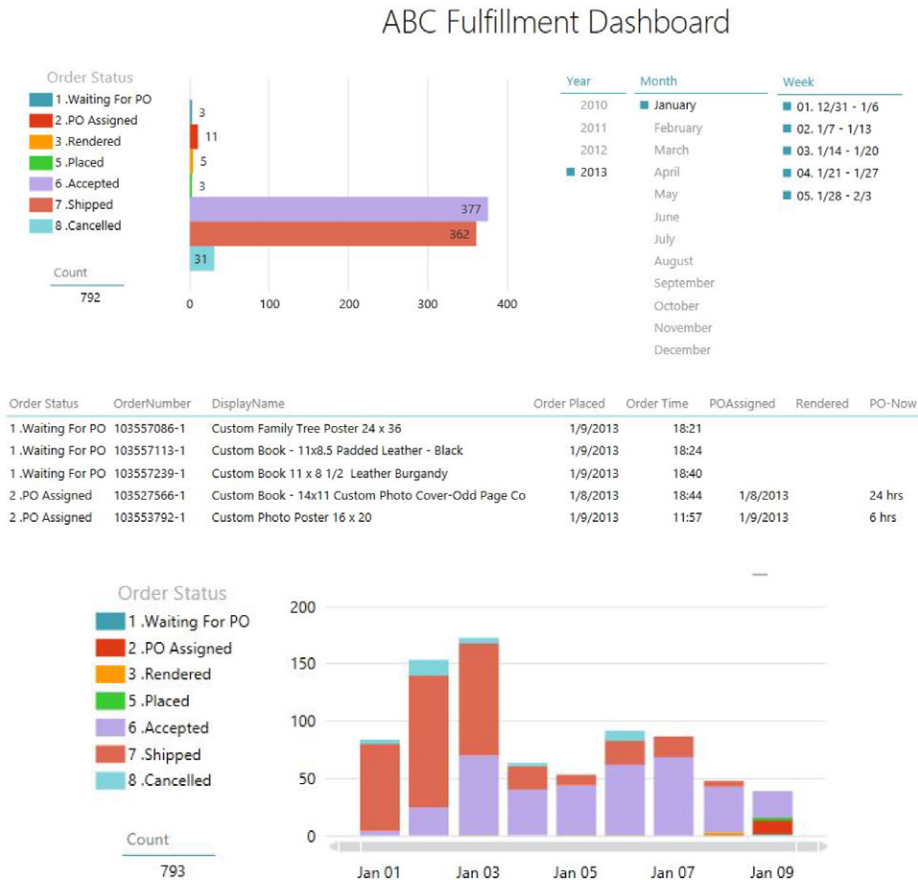 ABC Fulfillment Dashboard
Order Status
1 .Waiting For PO
2 .PO Assigned
3 .Rendered
5 .Placed
6 .Accepted
7 .Shipped
8 .Cancelled
Count
792
3
11
5
3
377
362
31
0 100 200 300 400
Year
2010
2011
2012
2013
Month
January
February
March
April
May
June
July
August
September
October
November
December
Week
01. 12/31 - 1/6
02. 1/7 - 1/13
03. 1/14 - 1/20
04. 1/21 - 1/27
05. 1/28 - 2/3
Order Status OrderNumber DisplayName Order Placed Order Time POAssigned Rendered PO-Now
1 .Waiting For PO 103557086-1 Custom Family Tree Poster 24 x 36 1/9/2013 18:21
1 .Waiting For PO 103557113-1 Custom Book - 11x8.5 Padded Leather - Black 1/9/2013 18:24
1 .Waiting For PO 103557239-1 Custom Book 11 x 8 1/2 Leather Burgandy 1/9/2013 18:40
2 .PO Assigned 103527566-1 Custom Book - 14x11 Custom Photo Cover-Odd Page Co 1/8/2013 18:44 1/8/2013 24 hrs
2 .PO Assigned 103553792-1 Custom Photo Poster 16 x 20 1/9/2013 11:57 1/9/2013 6 hrs
Order Status
1 .Waiting For PO
2 .PO Assigned
3 .Rendered
5 .Placed
6 .Accepted
7 .Shipped
8 .Cancelled
Count
793
200
150
100
50
0
Jan 01 Jan 03 Jan 05 Jan 07 Jan 09